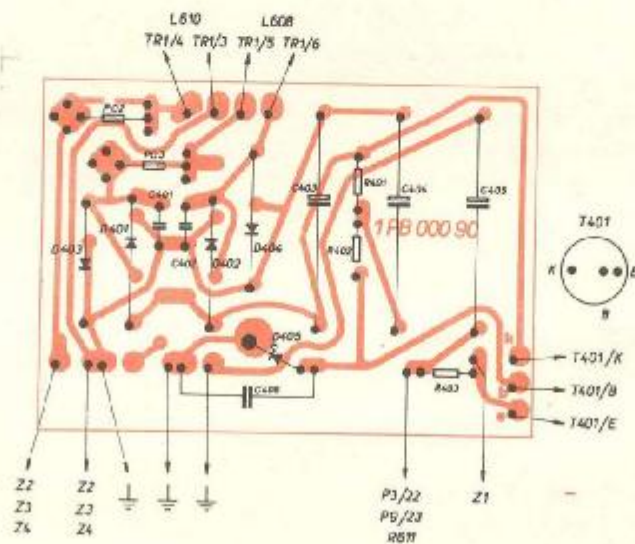 L610 L608
TR1/4 TR1/3 TR1/5 TR1/6
PO2
PO3
C401
C403
R401
C404
C405
T401
1 PB 000 90
D403
D401
C402
D402
D404
R402
K
E
B
D405
T401/K
C406
R403
T401/B
T401/E
Z2 Z2
Z3 Z3
Z4 Z4
P3/22 Z1
P5/23
R611